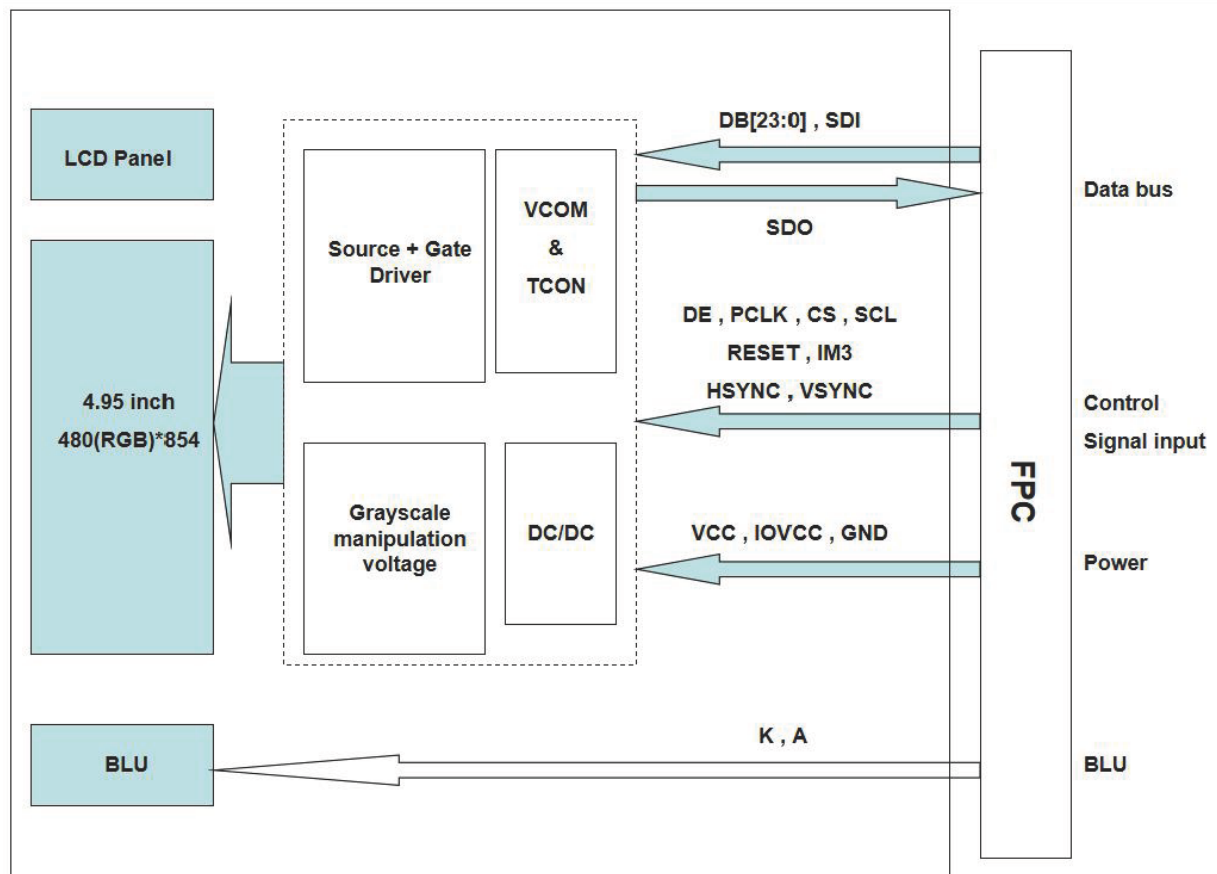 LCD Panel
4.95 inch
480(RGB)*854
BLU
Source + Gate
Driver
VCOM
&
TCON
Grayscale
manipulation
voltage
DC/DC
DB[23:0] , SDI
SDO
DE , PCLK , CS , SCL
RESET , IM3
HSYNC , VSYNC
VCC , IOVCC , GND
K , A
FPC
Data bus
Control
Signal input
Power
BLU